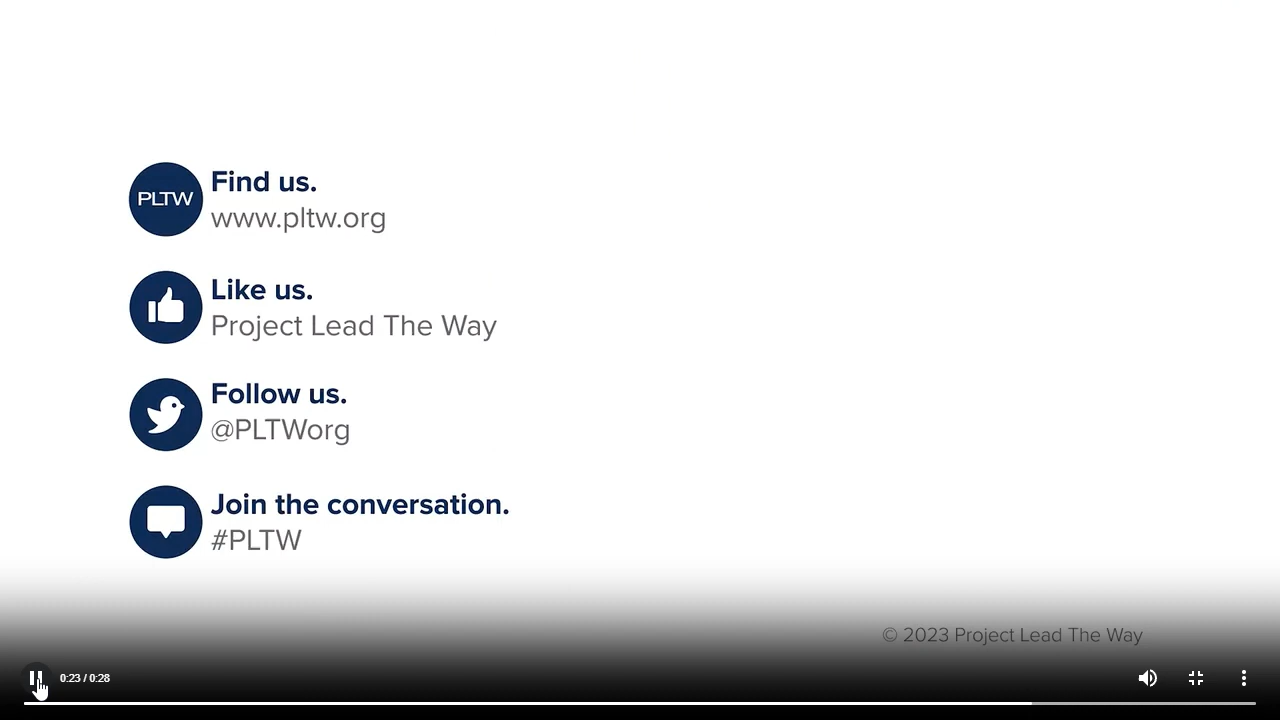 PLTW
Find us.
www.pltw.org
Like us.
Project Lead The Way
Follow us.
@PLTWorg
Join the conversation.
#PLTW
© 2023 Project Lead The Way
0:23 / 0:28